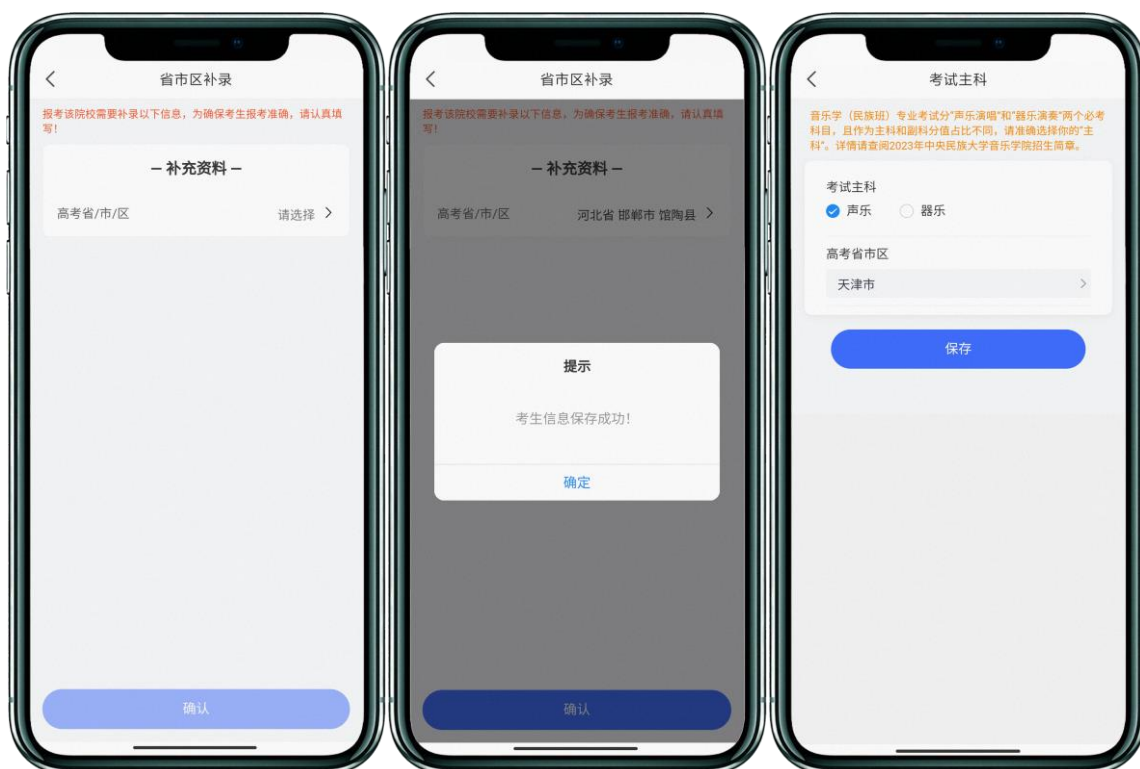 省市区补录
报考该院校需要补录以下信息，为确保考生报考准确，请认真填
写！
— 补充资料 —
高考省/市/区 请选择
确认
省市区补录
报考该院校需要补录以下信息，为确保考生报考准确，请认真填
写！
— 补充资料 —
高考省/市/区 河北省 邯郸市 馆陶县
提示
考生信息保存成功！
确定
确认
考试主科
音乐学（民族班）专业考试分“声乐演唱”和“器乐演奏”两个必考
科目，且作为主科和副科分值占比不同，请准确选择你的“主
科”。详情请查阅2023年中央民族大学音乐学院招生简章。
考试主科
声乐 器乐
高考省市区
天津市
保存